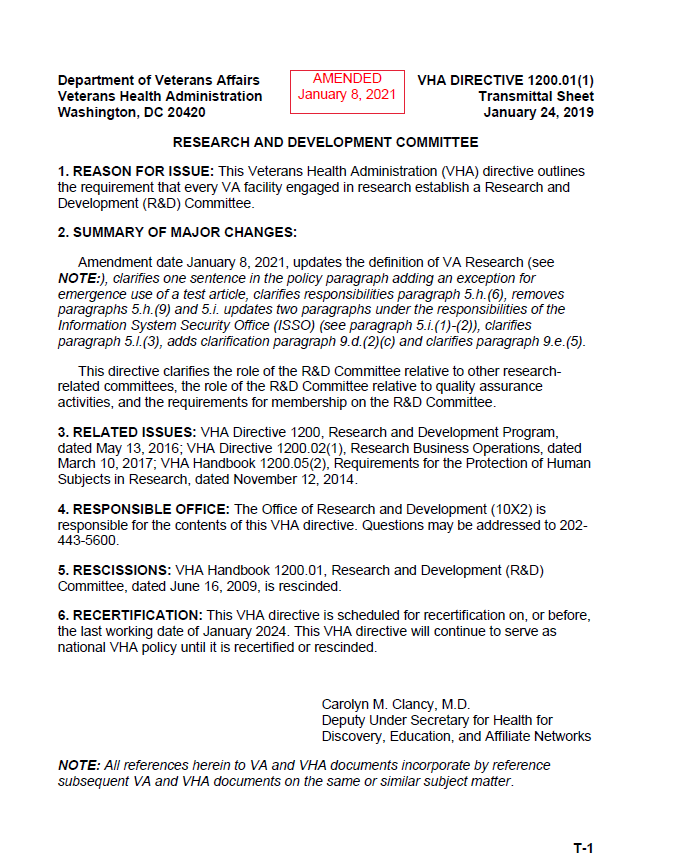 Department of Veterans Affairs
Veterans Health Administration
Washington, DC 20420
AMENDED
January 8, 2021
VHA DIRECTIVE 1200.01(1)
Transmittal Sheet
January 24, 2019
RESEARCH AND DEVELOPMENT COMMITTEE
1. REASON FOR ISSUE: This Veterans Health Administration (VHA) directive outlines
the requirement that every VA facility engaged in research establish a Research and
Development (R&D) Committee.
2. SUMMARY OF MAJOR CHANGES:
Amendment date January 8, 2021, updates the definition of VA Research (see
NOTE:), clarifies one sentence in the policy paragraph adding an exception for
emergence use of a test article, clarifies responsibilities paragraph 5.h.(6), removes
paragraphs 5.h.(9) and 5.i. updates two paragraphs under the responsibilities of the
Information System Security Office (ISSO) (see paragraph 5.i.(1)-(2)), clarifies
paragraph 5.l.(3), adds clarification paragraph 9.d.(2)(c) and clarifies paragraph 9.e.(5).
This directive clarifies the role of the R&D Committee relative to other research-
related committees, the role of the R&D Committee relative to quality assurance
activities, and the requirements for membership on the R&D Committee.
3. RELATED ISSUES: VHA Directive 1200, Research and Development Program,
dated May 13, 2016; VHA Directive 1200.02(1), Research Business Operations, dated
March 10, 2017; VHA Handbook 1200.05(2), Requirements for the Protection of Human
Subjects in Research, dated November 12, 2014.
4. RESPONSIBLE OFFICE: The Office of Research and Development (10X2) is
responsible for the contents of this VHA directive. Questions may be addressed to 202-
443-5600.
5. RESCISSIONS: VHA Handbook 1200.01, Research and Development (R&D)
Committee, dated June 16, 2009, is rescinded.
6. RECERTIFICATION: This VHA directive is scheduled for recertification on, or before,
the last working date of January 2024. This VHA directive will continue to serve as
national VHA policy until it is recertified or rescinded.
Carolyn M. Clancy, M.D.
Deputy Under Secretary for Health for
Discovery, Education, and Affiliate Networks
NOTE: All references herein to VA and VHA documents incorporate by reference
subsequent VA and VHA documents on the same or similar subject matter.
T-1